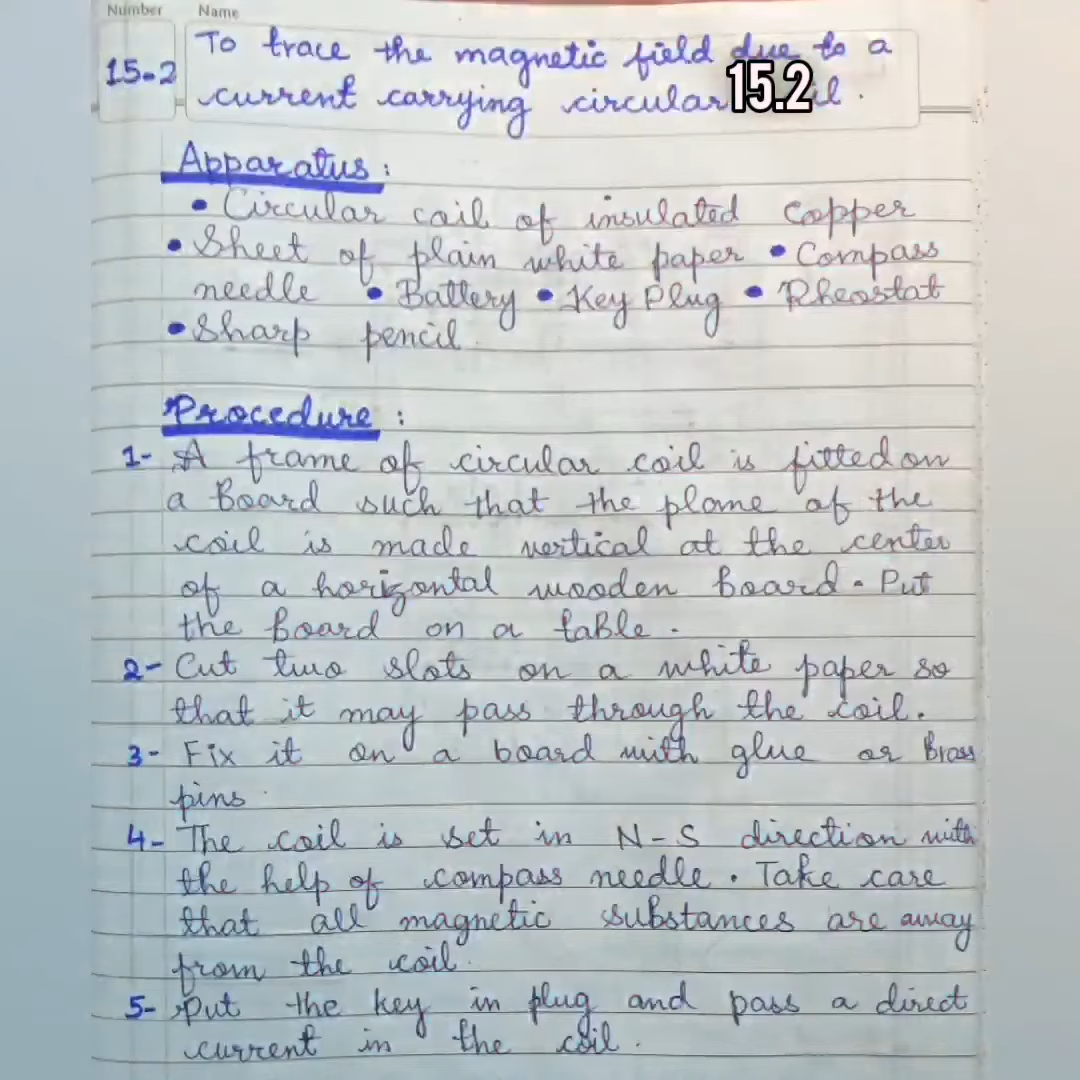 Number Name
15-2 To trace the magnetic field due to a
current carrying circular 15.2 il.
Apparatus:
• Circular coil of insulated copper
• Sheet of plain white paper • Compass
needle • Battery • Key Plug • Rheostat
• Sharp pencil.
Procedure:
1- A frame of circular coil is fitted on
a Board such that the plane of the
coil is made vertical at the center
of a horizontal wooden board. Put
the board on a table.
2- Cut two slots on a white paper so
that it may pass through the coil.
3- Fix it on a board with glue or Brass
pins.
4- The coil is set in N-S direction with
the help of compass needle. Take care
that all magnetic substances are away
from the coil.
5- Put the key in plug and pass a direct
current in the coil.